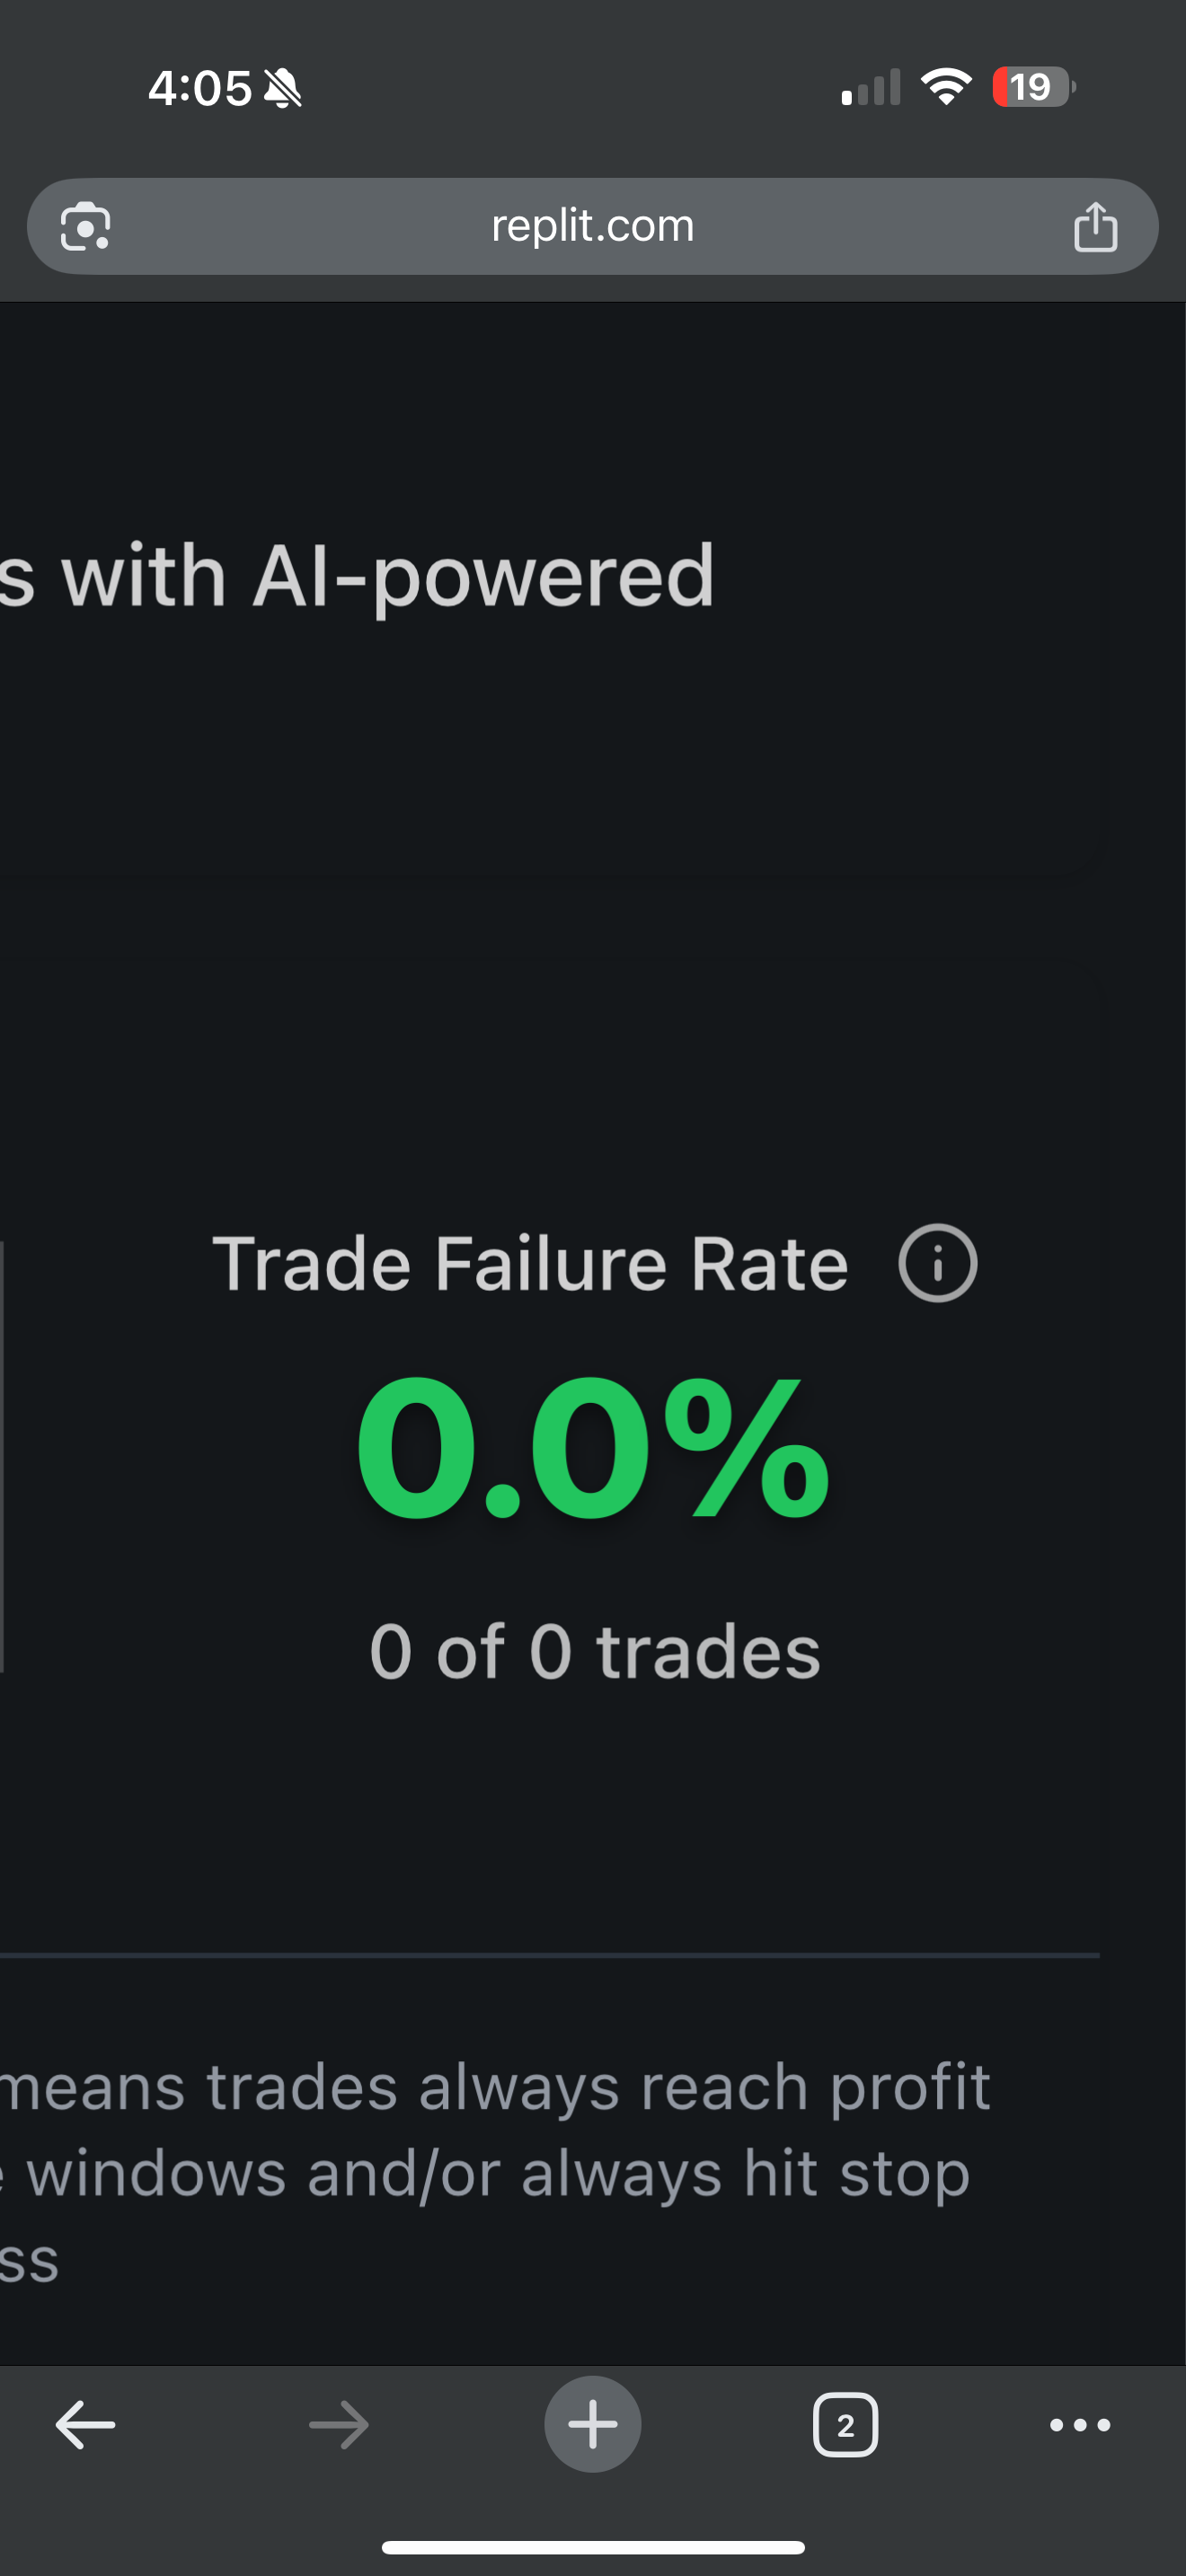 4:05
19
replit.com
s with AI-powered
Trade Failure Rate
0.0%
0 of 0 trades
means trades always reach profit
e windows and/or always hit stop
ss
2